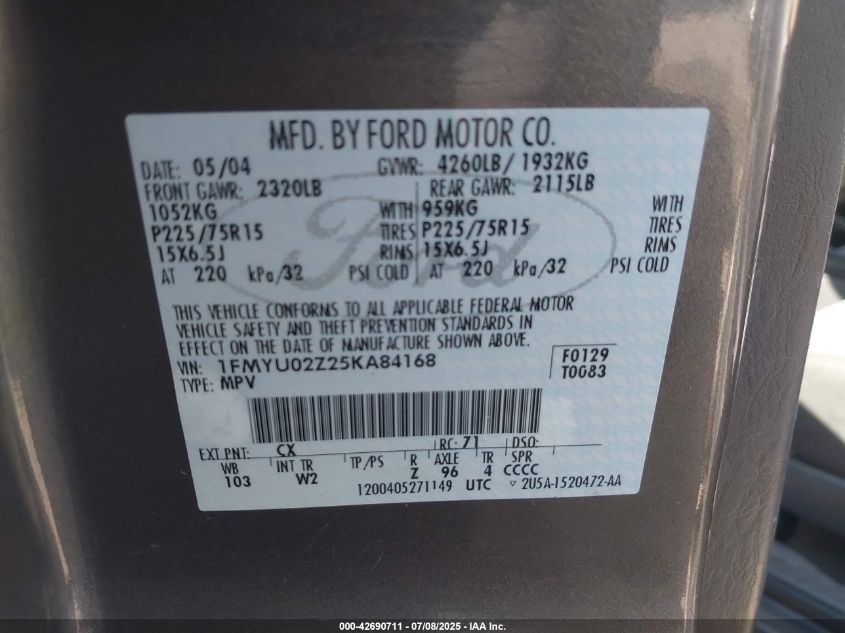 MFD. BY FORD MOTOR CO.
DATE: 05/04 GVWR: 4260LB/ 1932KG
FRONT GAWR: 2320LB REAR GAWR: 2115LB
1052KG WITH 959KG WITH
P225/75R15 TIRES P225/75R15 TIRES
15X6.5J RIMS 15X6.5J RIMS
AT 220 kPa/32 PSI COLD AT 220 kPa/32 PSI COLD
Ford
THIS VEHICLE CONFORMS TO ALL APPLICABLE FEDERAL MOTOR
VEHICLE SAFETY AND THEFT PREVENTION STANDARDS IN
EFFECT ON THE DATE OF MANUFACTURE SHOWN ABOVE.
VIN: 1FMYU02Z25KA84168 F0129
TYPE: MPV T0083
EXT PNT: CX RC: 71 DSO:
WB INT TR TP/PS R AXLE TR SPR
103 W2 Z 96 4 CCCC
1200405271149 UTC ▽ 2U5A-1520472-AA
000-42690711 - 07/08/2025 - IAA Inc.